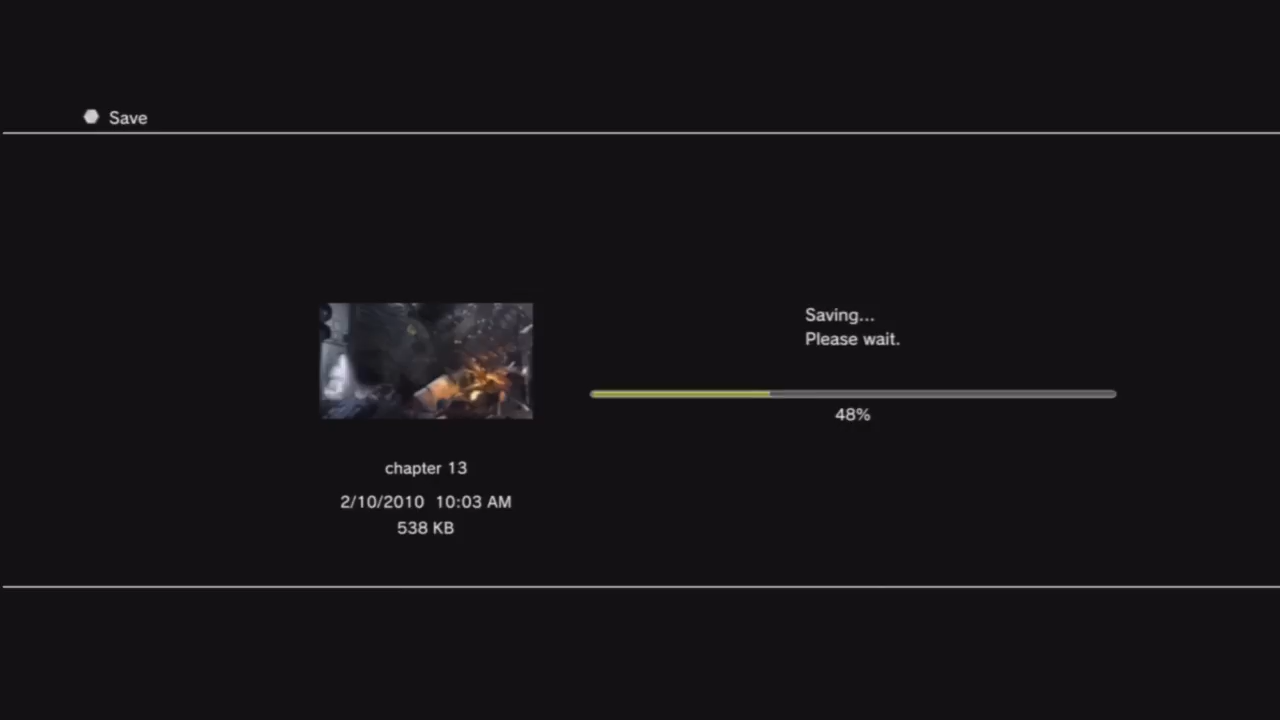 Save
Saving...
Please wait.
48%
chapter 13
2/10/2010 10:03 AM
538 KB